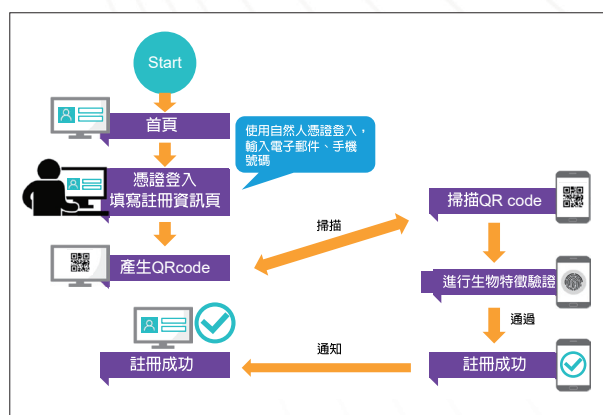 Start
首頁
使用自然人憑證登入，
輸入電子郵件、手機
號碼
憑證登入
填寫註冊資訊頁
產生QRcode
掃描
掃描QR code
進行生物特徵驗證
通過
註冊成功
通知
註冊成功